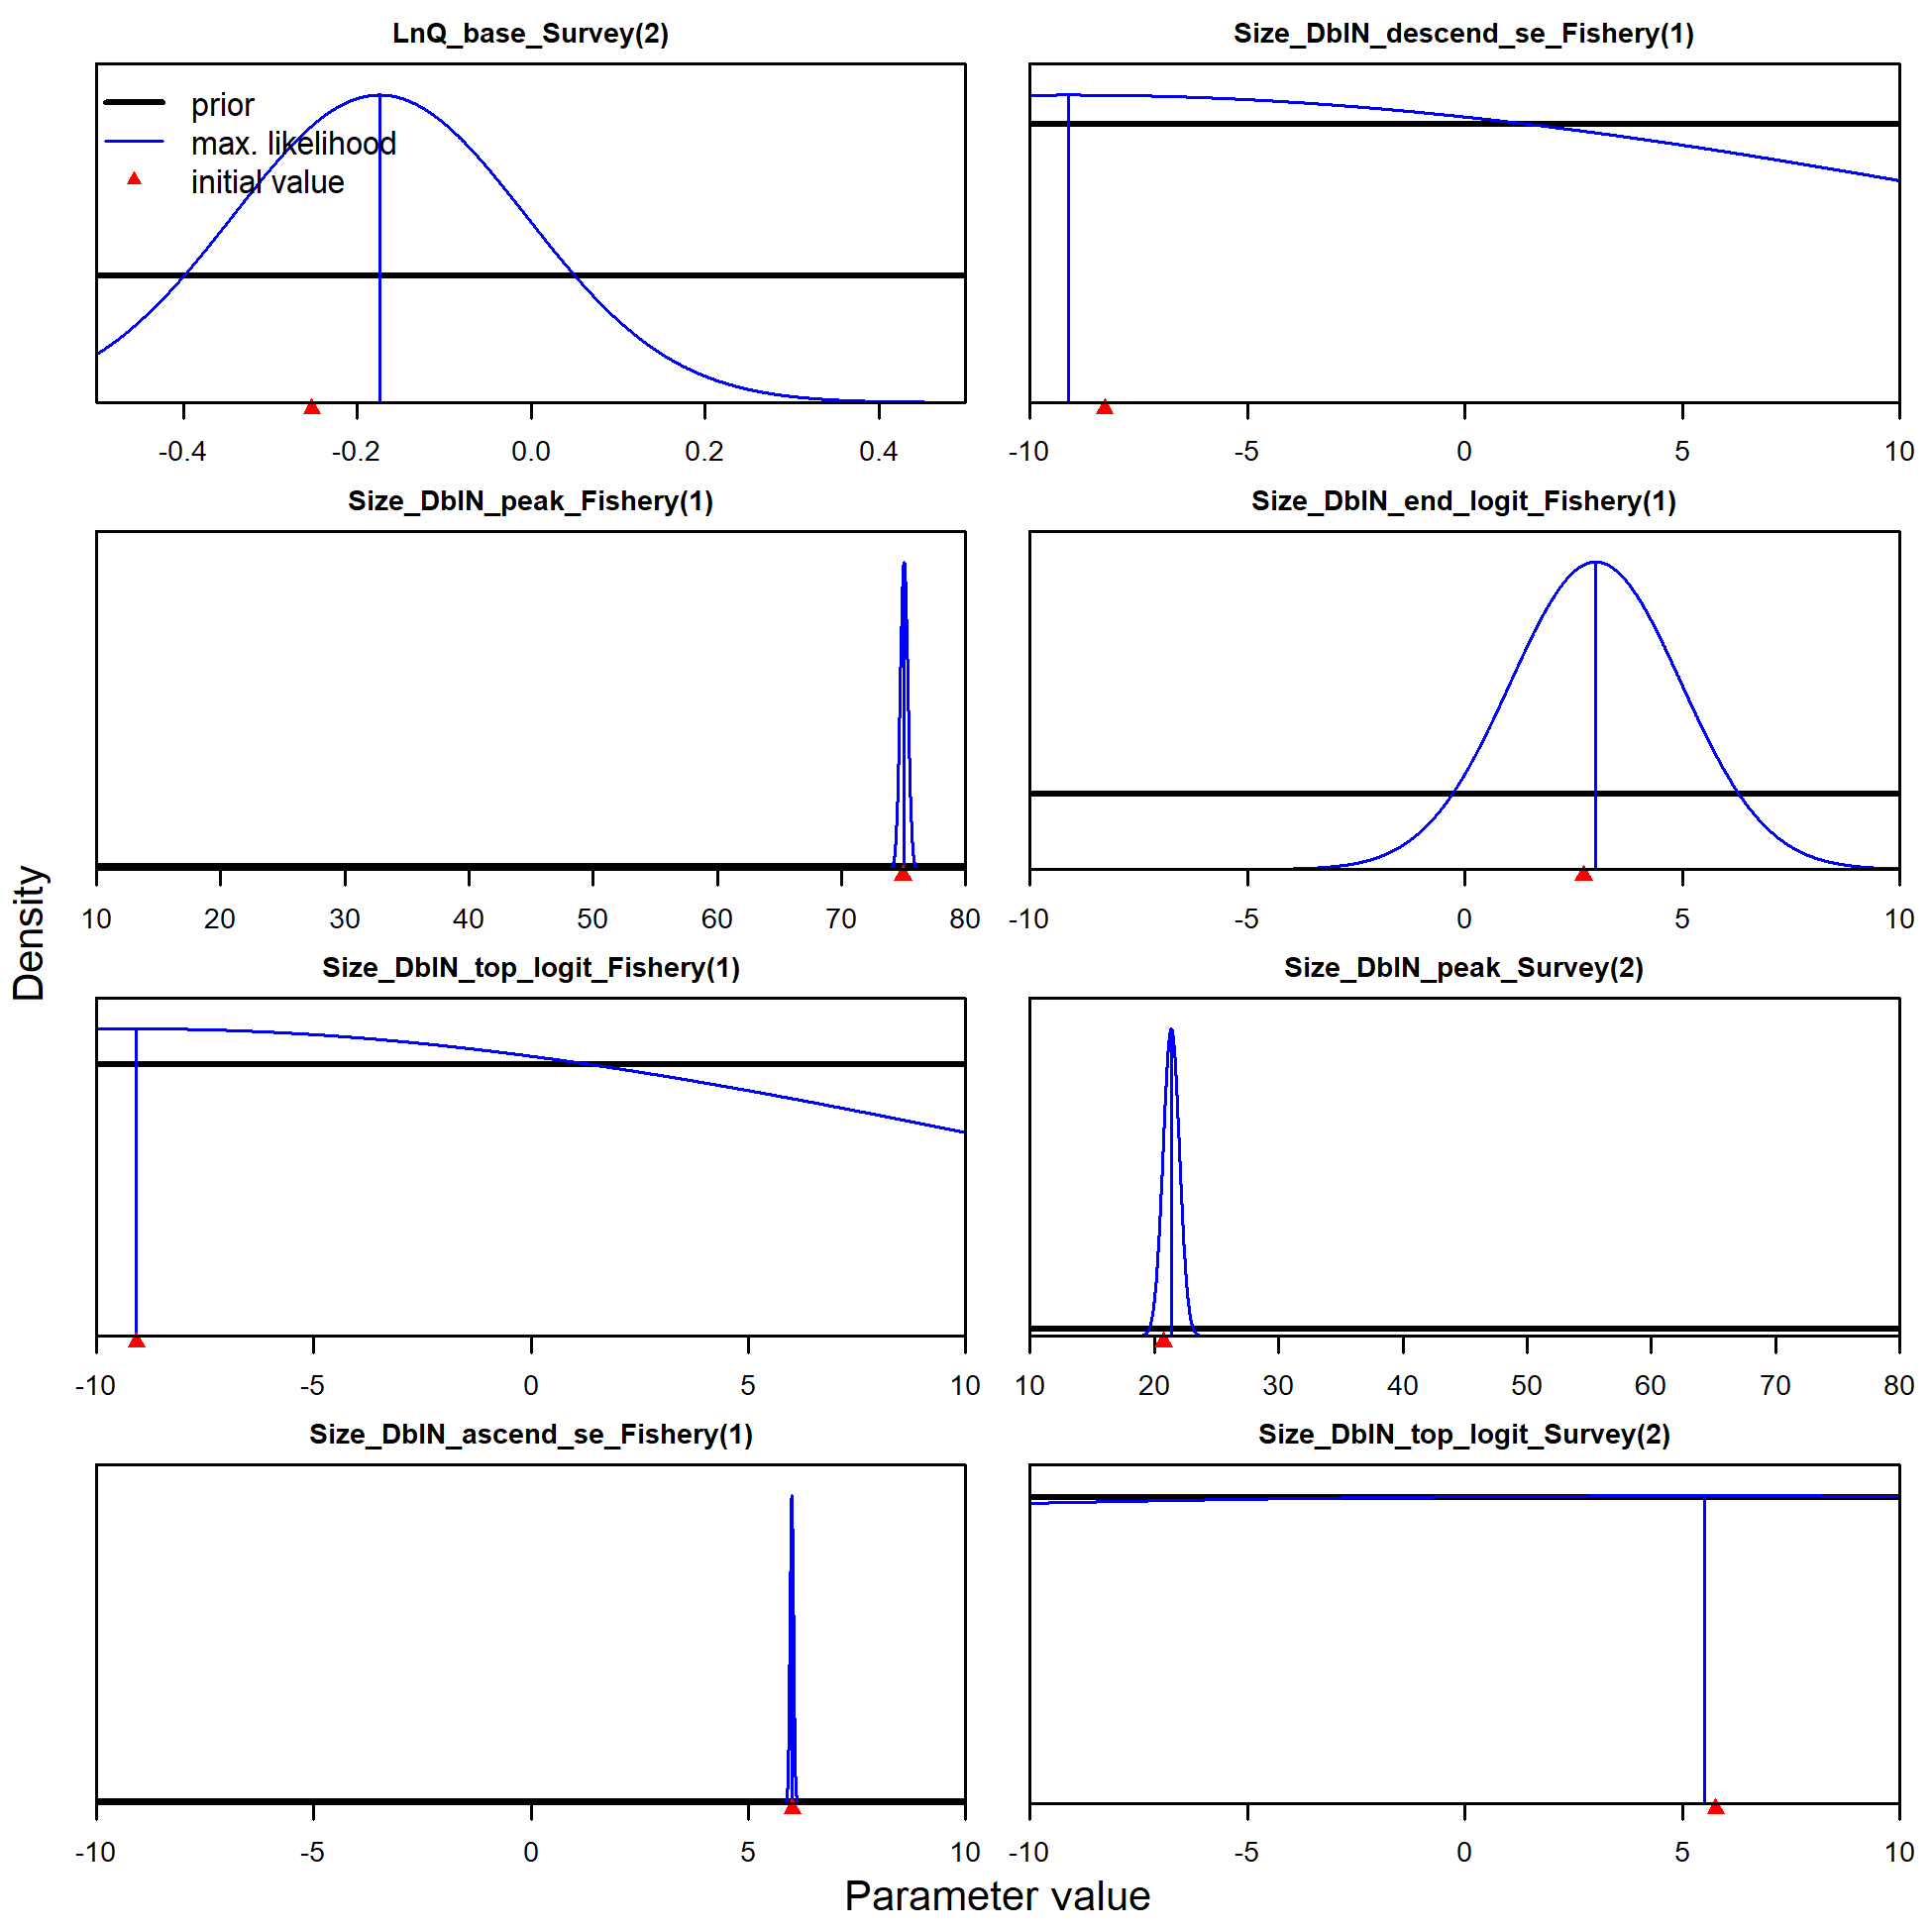 LnQ_base_Survey(2)
prior
max. likelihood
initial value
-0.4 -0.2 0.0 0.2 0.4
Size_DblN_descend_se_Fishery(1)
-10 -5 0 5 10
Size_DblN_peak_Fishery(1)
10 20 30 40 50 60 70 80
Size_DblN_end_logit_Fishery(1)
-10 -5 0 5 10
Size_DblN_top_logit_Fishery(1)
-10 -5 0 5 10
Size_DblN_peak_Survey(2)
10 20 30 40 50 60 70 80
Size_DblN_ascend_se_Fishery(1)
-10 -5 0 5 10
Size_DblN_top_logit_Survey(2)
-10 -5 0 5 10
Density
Parameter value